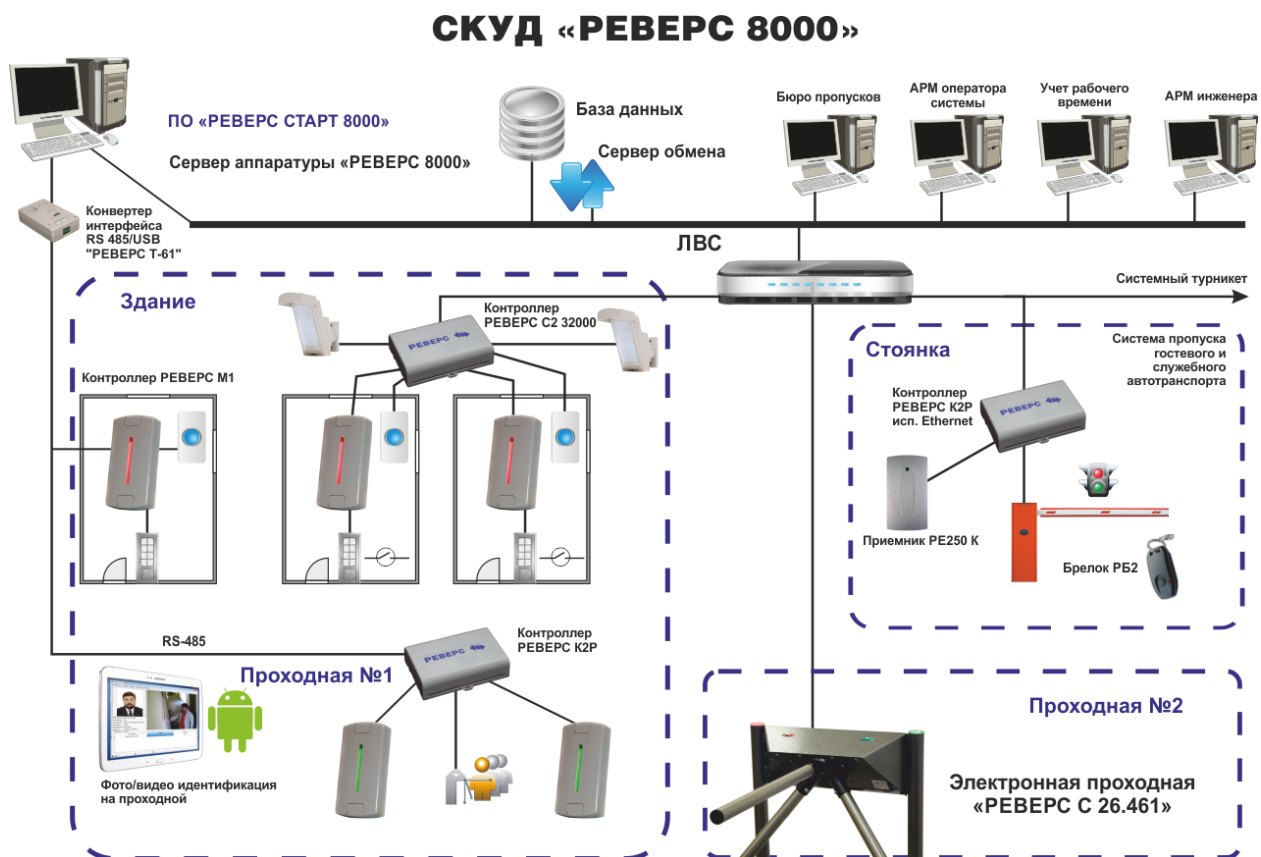 СКУД «РЕВЕРС 8000»
ПО «РЕВЕРС СТАРТ 8000»
Сервер аппаратуры «РЕВЕРС 8000»
База данных
Сервер обмена
Бюро пропусков
АРМ оператора
системы
Учет рабочего
времени
АРМ инженера
Конвертер
интерфейса
RS 485/USB
"РЕВЕРС Т-61"
ЛВС
Системный турникет
Здание
Контроллер
РЕВЕРС С2 32000
РЕВЕРС
Контроллер РЕВЕРС М1
Стоянка
Система пропуска
гостевого и
служебного
автотранспорта
Контроллер
РЕВЕРС К2Р
исп. Ethernet
РЕВЕРС
Приемник РЕ250 К
Брелок РБ2
RS-485
Контроллер
РЕВЕРС К2Р
РЕВЕРС
Проходная №1
Фото/видео идентификация
на проходной
Проходная №2
Электронная проходная
«РЕВЕРС С 26.461»